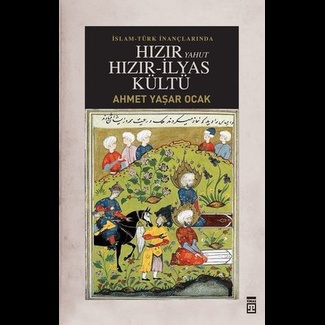 İSLAM-TÜRK İNANÇLARINDA
HIZIR YAHUT
HIZIR-İLYAS
KÜLTÜ
AHMET YAŞAR OCAK